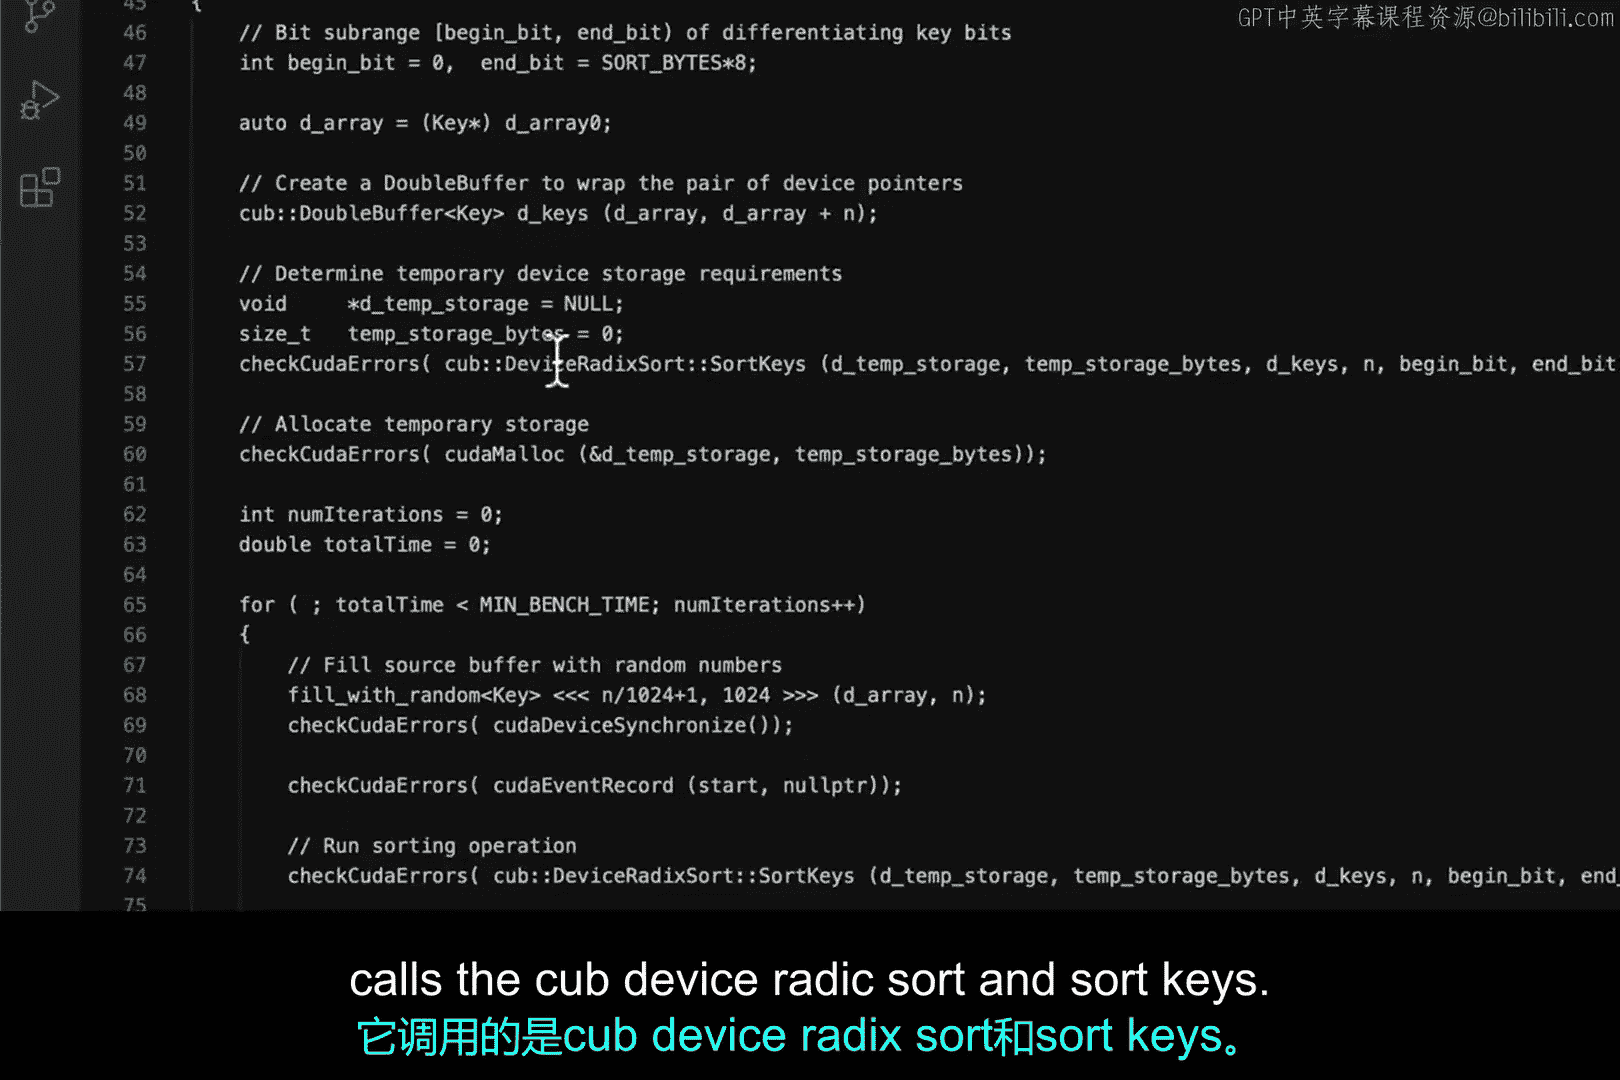 GPT中英字幕课程资源@bilibili.com
45 {
46 // Bit subrange [begin_bit, end_bit) of differentiating key bits
47 int begin_bit = 0,  end_bit = SORT_BYTES*8;
48
49 auto d_array = (Key*) d_array0;
50
51 // Create a DoubleBuffer to wrap the pair of device pointers
52 cub::DoubleBuffer<Key> d_keys (d_array, d_array + n);
53
54 // Determine temporary device storage requirements
55 void     *d_temp_storage = NULL;
56 size_t   temp_storage_bytes = 0;
57 checkCudaErrors( cub::DeviceRadixSort::SortKeys (d_temp_storage, temp_storage_bytes, d_keys, n, begin_bit, end_bit
58
59 // Allocate temporary storage
60 checkCudaErrors( cudaMalloc (&d_temp_storage, temp_storage_bytes));
61
62 int numIterations = 0;
63 double totalTime = 0;
64
65 for ( ; totalTime < MIN_BENCH_TIME; numIterations++)
66 {
67 // Fill source buffer with random numbers
68 fill_with_random<Key> <<< n/1024+1, 1024 >>> (d_array, n);
69 checkCudaErrors( cudaDeviceSynchronize());
70
71 checkCudaErrors( cudaEventRecord (start, nullptr));
72
73 // Run sorting operation
74 checkCudaErrors( cub::DeviceRadixSort::SortKeys (d_temp_storage, temp_storage_bytes, d_keys, n, begin_bit, end_
75
calls the cub device radic sort and sort keys.
它调用的是cub device radix sort和sort keys。